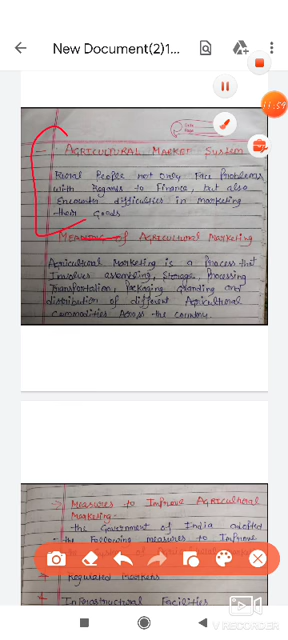 New Document(2)1...
11:59
AGRICULTURAL MARKET SYSTEM
Rural People not only face Problems
with Regards to Finance, but also
Encounter difficulties in marketing
their Goods
MEANING of AGRICULTURAL MARKETING
Agricultural Marketing is a Process that
Involves assembling, Storage, Processing
Transportation, Packaging, Grading and
distribution of different Agricultural
Commodities Across the country.
-> MEASURES to IMPROVE AGRICULTURAL
Marketing:-
the Government of India
the Following measures to Improve
Regulated Markets
+ Infrastructural Facilities
V RECORDER